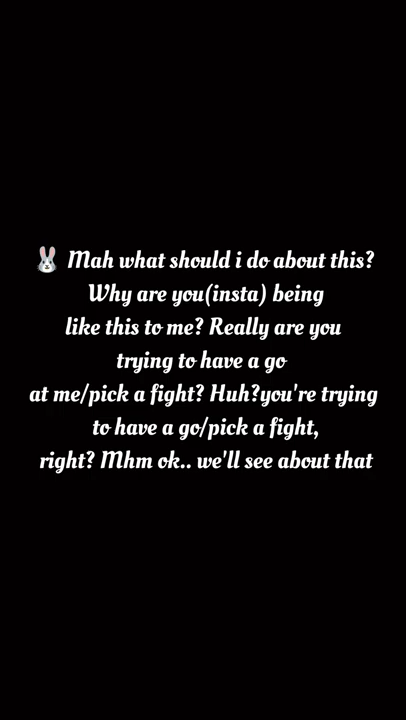 🐰 Mah what should i do about this?
Why are you(insta) being
like this to me? Really are you
trying to have a go
at me/pick a fight? Huh?you're trying
to have a go/pick a fight,
right? Mhm ok.. we'll see about that